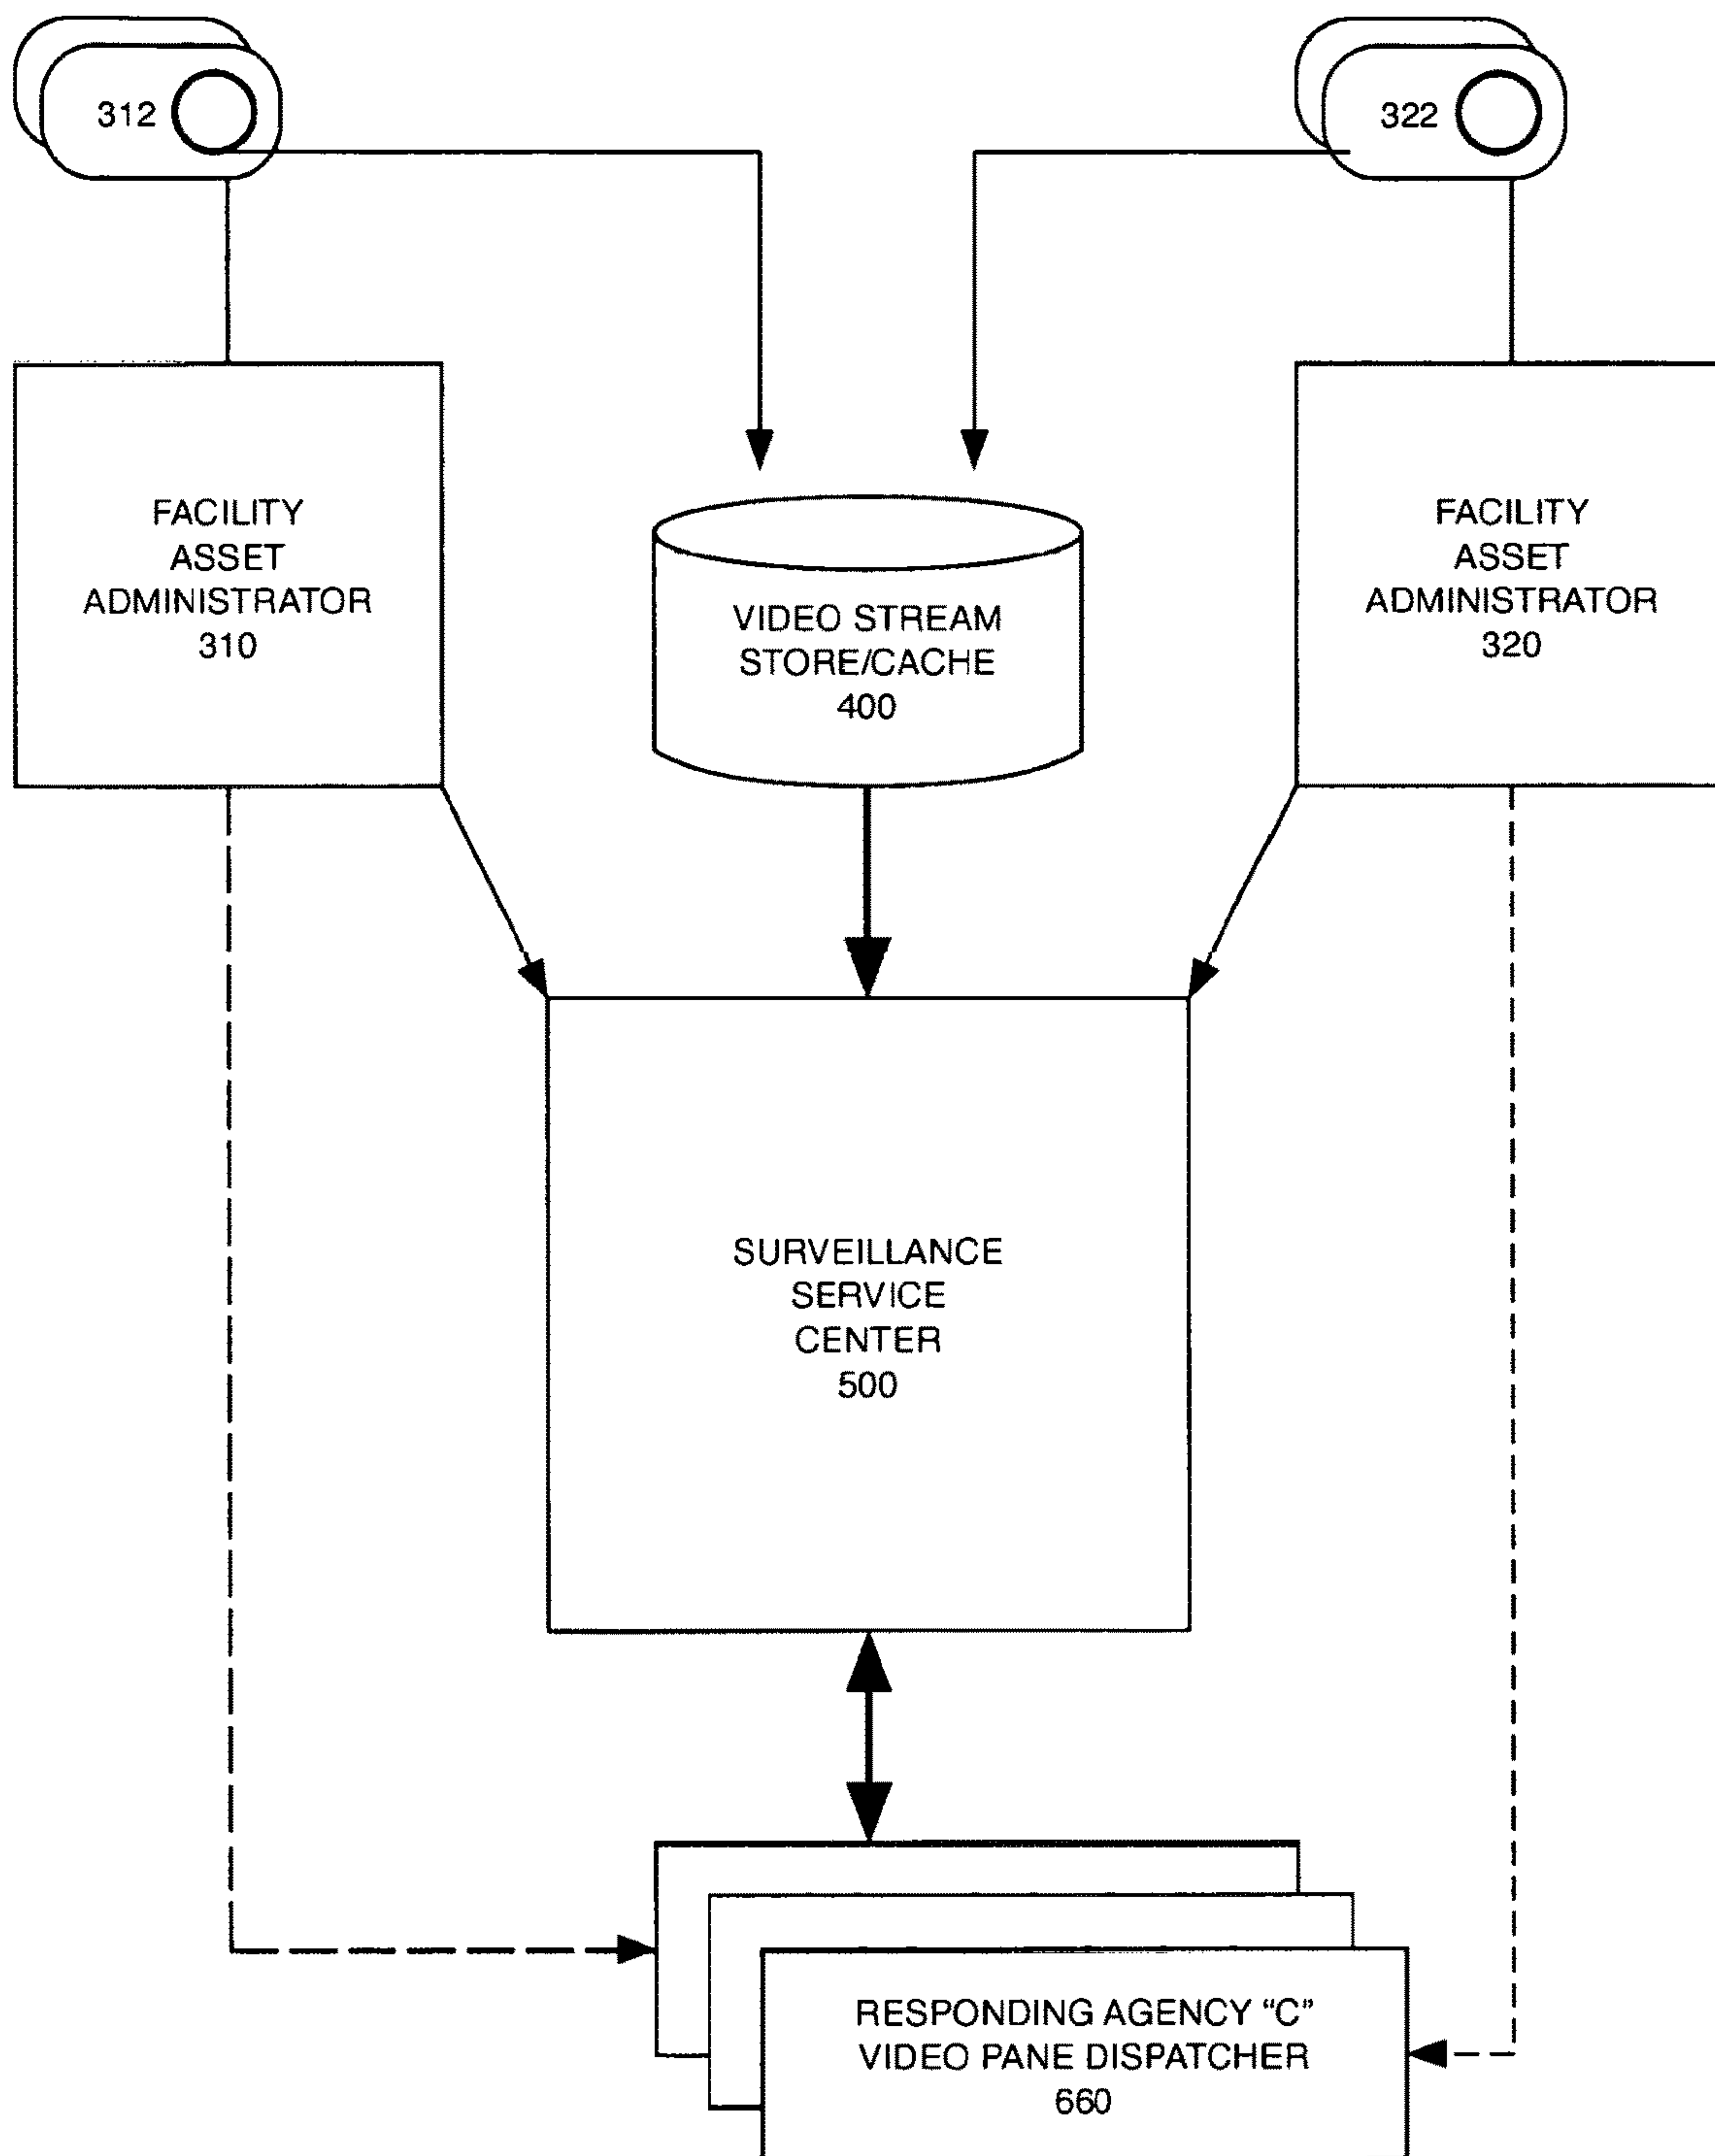 312
322
FACILITY
ASSET
ADMINISTRATOR
310
VIDEO STREAM
STORE/CACHE
400
FACILITY
ASSET
ADMINISTRATOR
320
SURVEILLANCE
SERVICE
CENTER
500
RESPONDING AGENCY “C”
VIDEO PANE DISPATCHER
660